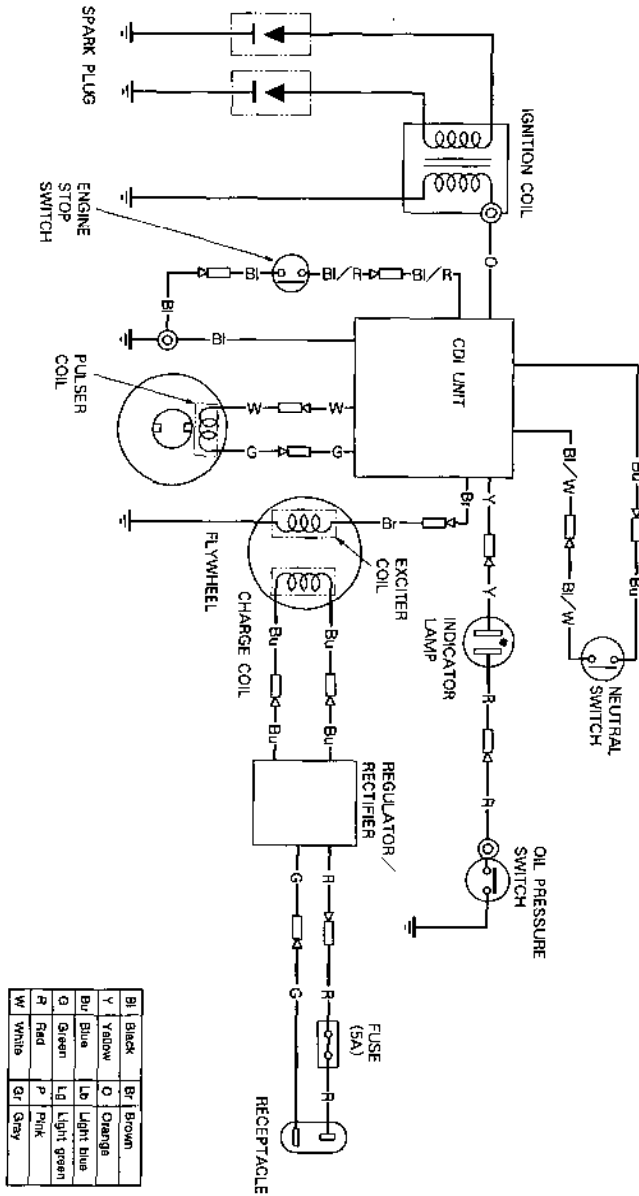 Bu
Bu
NEUTRAL
SWITCH
Bl/W
Bl/W
IGNITION COIL
O
SPARK PLUG
CDI UNIT
Y
Y
INDICATOR
LAMP
R
R
OIL PRESSURE
SWITCH
Br
Br
EXCITER
COIL
Bl/R
Bl/R
Bl
Bl
Bl
ENGINE
STOP
SWITCH
W
W
G
G
PULSER
COIL
FLYWHEEL
CHARGE COIL
Bu
Bu
Bu
Bu
REGULATOR/
RECTIFIER
R
R
FUSE
(5A)
R
G
G
RECEPTACLE
Bl Black Br Brown
Y Yellow O Orange
Bu Blue Lb Light blue
G Green Lg Light green
R Red P Pink
W White Gr Gray